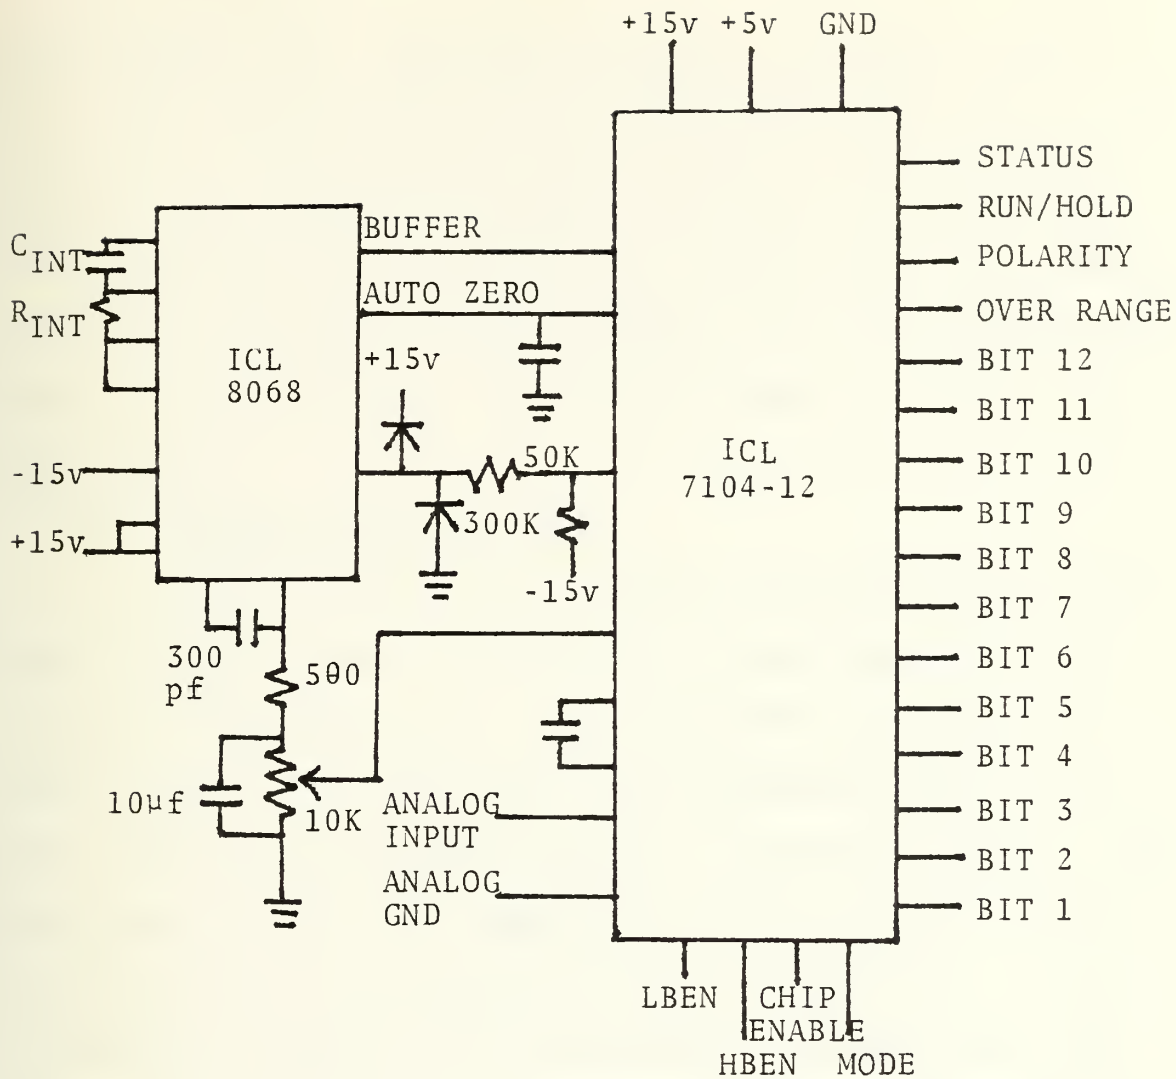 +15v +5v GND
STATUS
RUN/HOLD
POLARITY
OVER RANGE
BIT 12
BIT 11
BIT 10
BIT 9
BIT 8
BIT 7
BIT 6
BIT 5
BIT 4
BIT 3
BIT 2
BIT 1
BUFFER
AUTO ZERO
C INT
R INT
ICL
8068
+15v
-15v
+15v
50K
300K
-15v
ICL
7104-12
300
pf
500
10µf
10K
ANALOG
INPUT
ANALOG
GND
LBEN CHIP
ENABLE
HBEN MODE